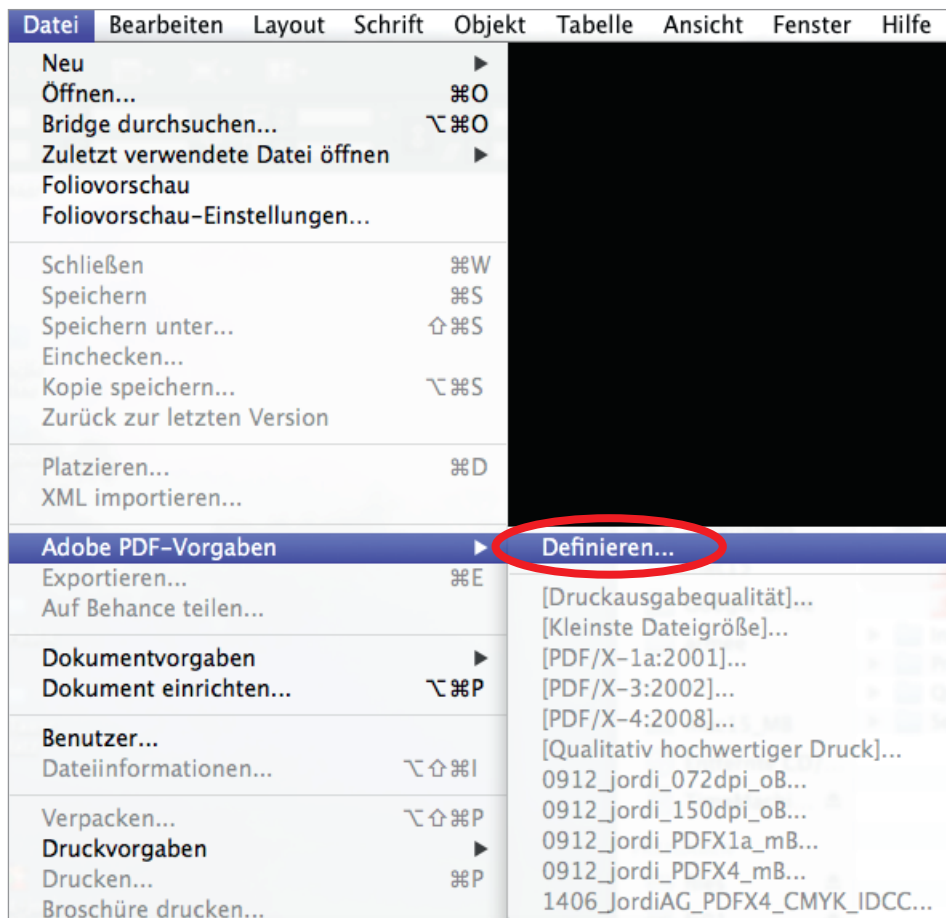 Datei Bearbeiten Layout Schrift Objekt Tabelle Ansicht Fenster Hilfe
Neu ▶
Öffnen... ⌘O
Bridge durchsuchen... ⌥⌘O
Zuletzt verwendete Datei öffnen ▶
Foliovorschau
Foliovorschau-Einstellungen...
Schließen ⌘W
Speichern ⌘S
Speichern unter... ⇧⌘S
Einchecken...
Kopie speichern... ⌥⌘S
Zurück zur letzten Version
Platzieren... ⌘D
XML importieren...
Adobe PDF-Vorgaben ▶
Exportieren... ⌘E
Auf Behance teilen...
Dokumentvorgaben ▶
Dokument einrichten... ⌥⌘P
Benutzer...
Dateiinformationen... ⌥⇧⌘I
Verpacken... ⌥⇧⌘P
Druckvorgaben ▶
Drucken... ⌘P
Broschüre drucken...
Definieren...
[Druckausgabequalität]...
[Kleinste Dateigröße]...
[PDF/X-1a:2001]...
[PDF/X-3:2002]...
[PDF/X-4:2008]...
[Qualitativ hochwertiger Druck]...
0912_jordi_072dpi_oB...
0912_jordi_150dpi_oB...
0912_jordi_PDFX1a_mB...
0912_jordi_PDFX4_mB...
1406_JordiAG_PDFX4_CMYK_IDCC...